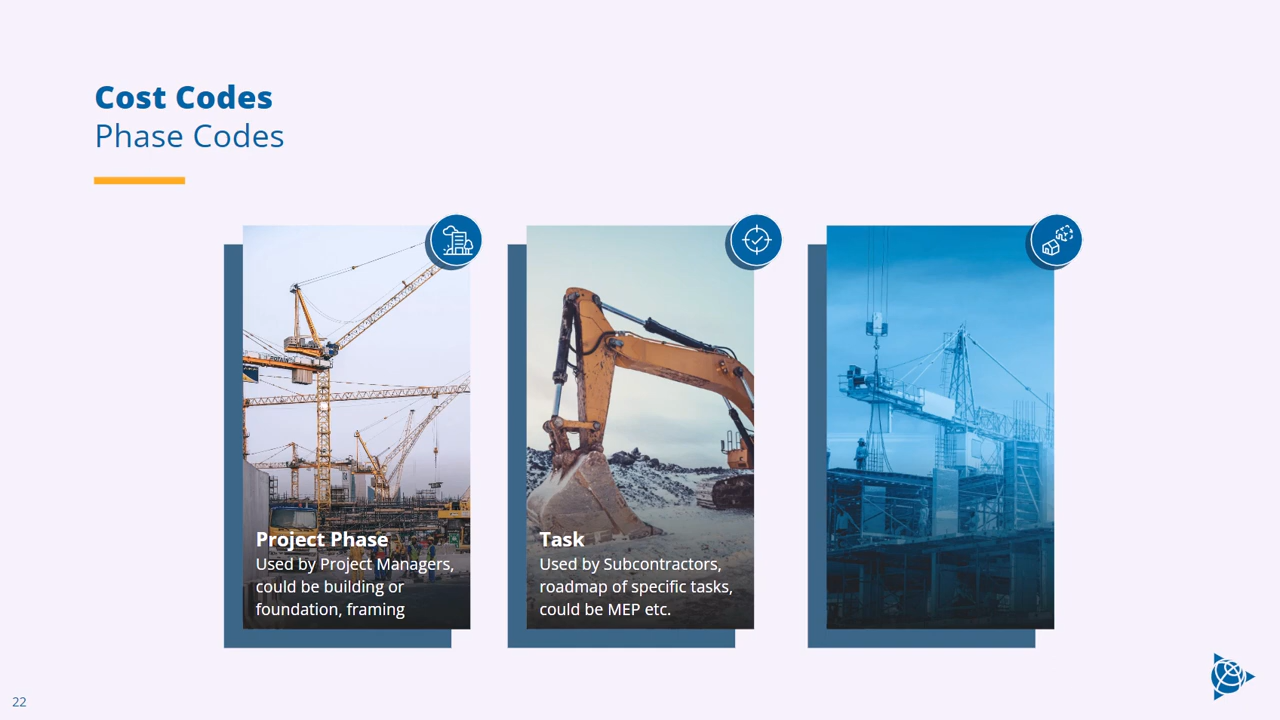 Cost Codes
Phase Codes
Project Phase
Used by Project Managers,
could be building or
foundation, framing
Task
Used by Subcontractors,
roadmap of specific tasks,
could be MEP etc.
22